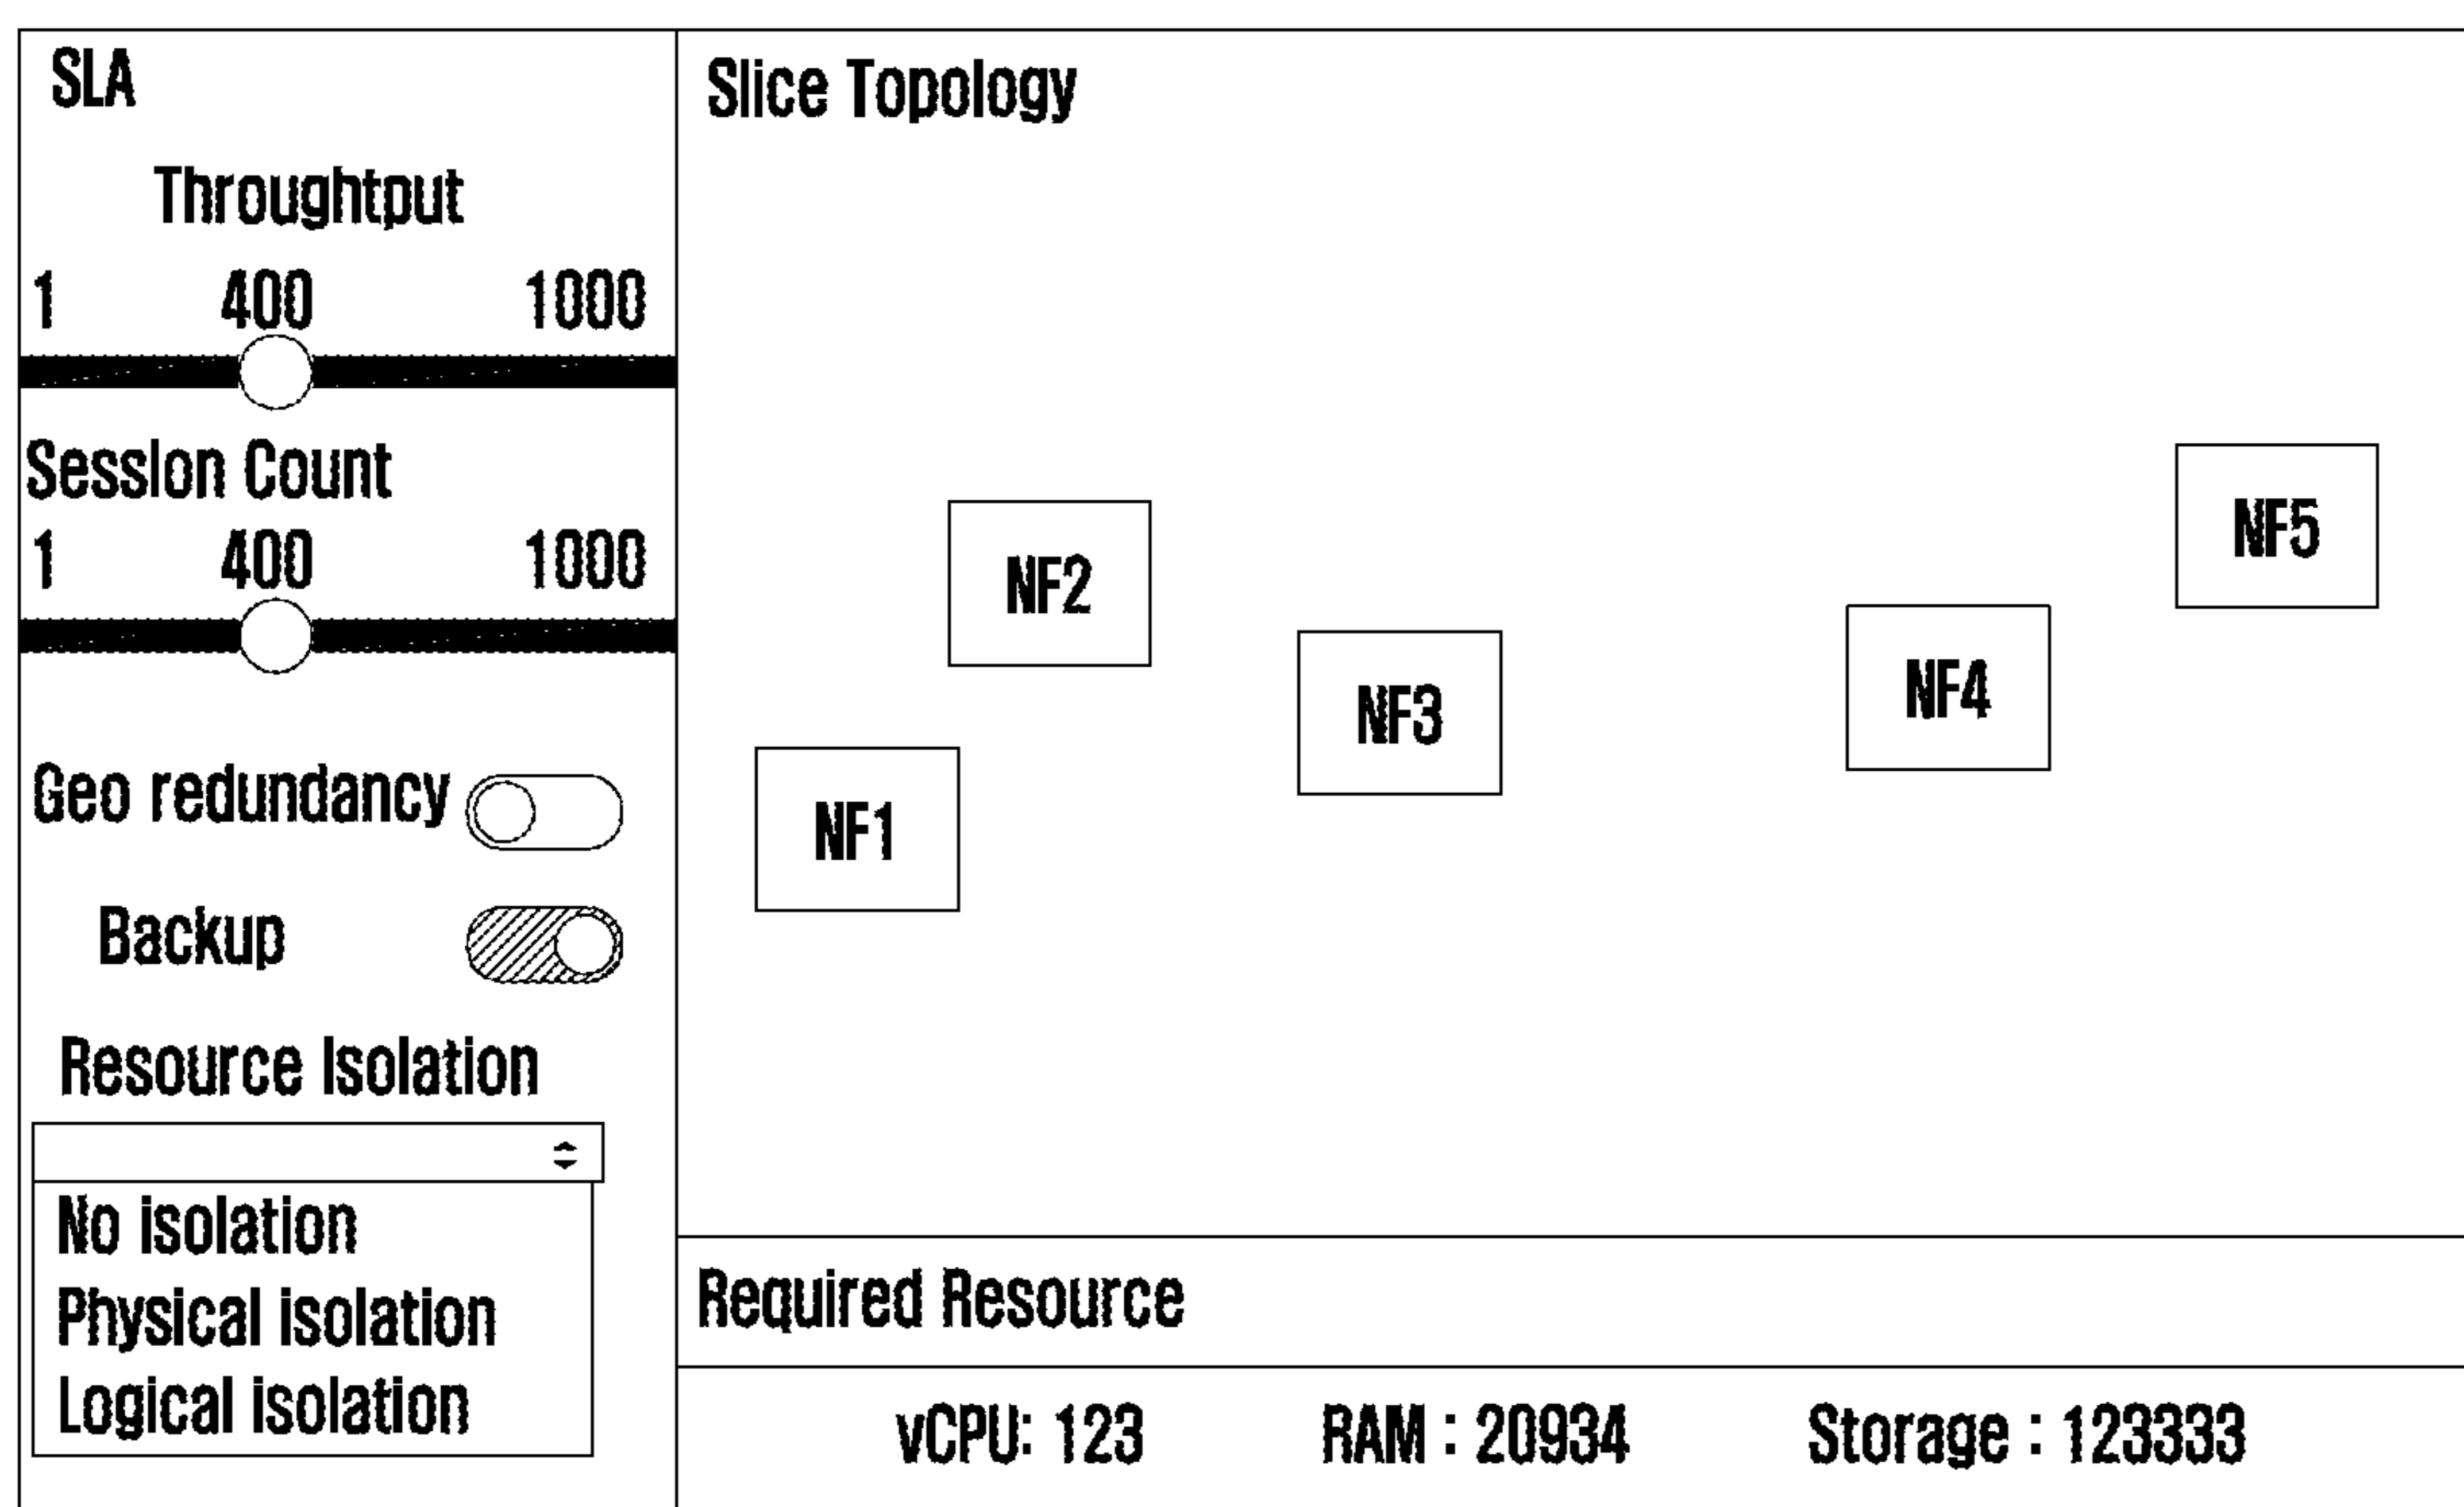 SLA
Throughtput
1 400 1000
Session Count
1 400 1000
Geo redundancy
Backup
Resource Isolation
No isolation
Physical isolation
Logical isolation
Slice Topology
NF1
NF2
NF3
NF4
NF5
Required Resource
vCPU: 123 RAM : 20934 Storage : 123333